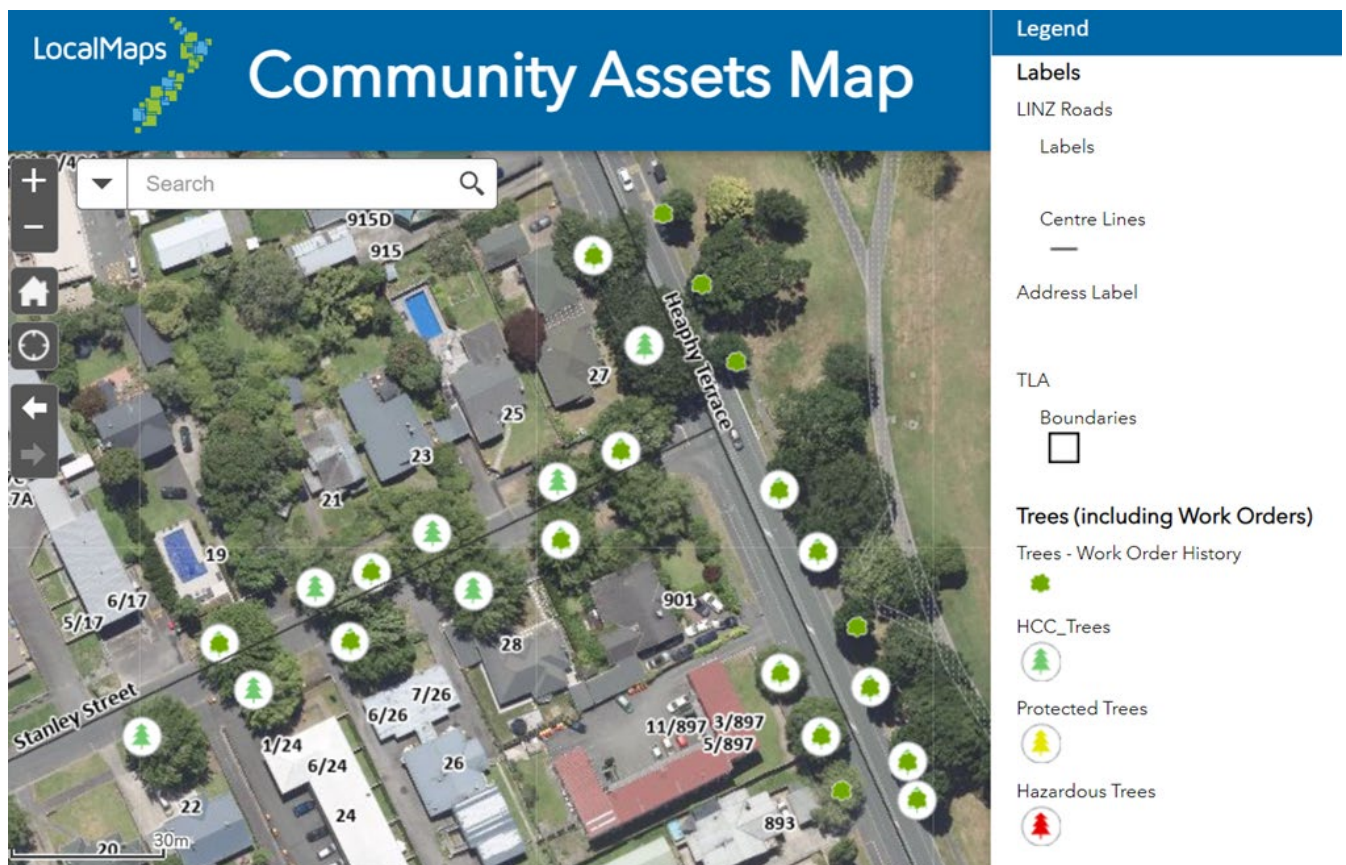 LocalMaps
Community Assets Map
Search
915D
915
Heaphy Terrace
27
25
23
21
19
6/17
5/17
7A
901
28
7/26
6/26
11/897 3/897
5/897
Stanley Street
1/24
6/24
26
24
22
893
20
30m
Legend
Labels
LINZ Roads
Labels
Centre Lines
Address Label
TLA
Boundaries
Trees (including Work Orders)
Trees - Work Order History
HCC_Trees
Protected Trees
Hazardous Trees